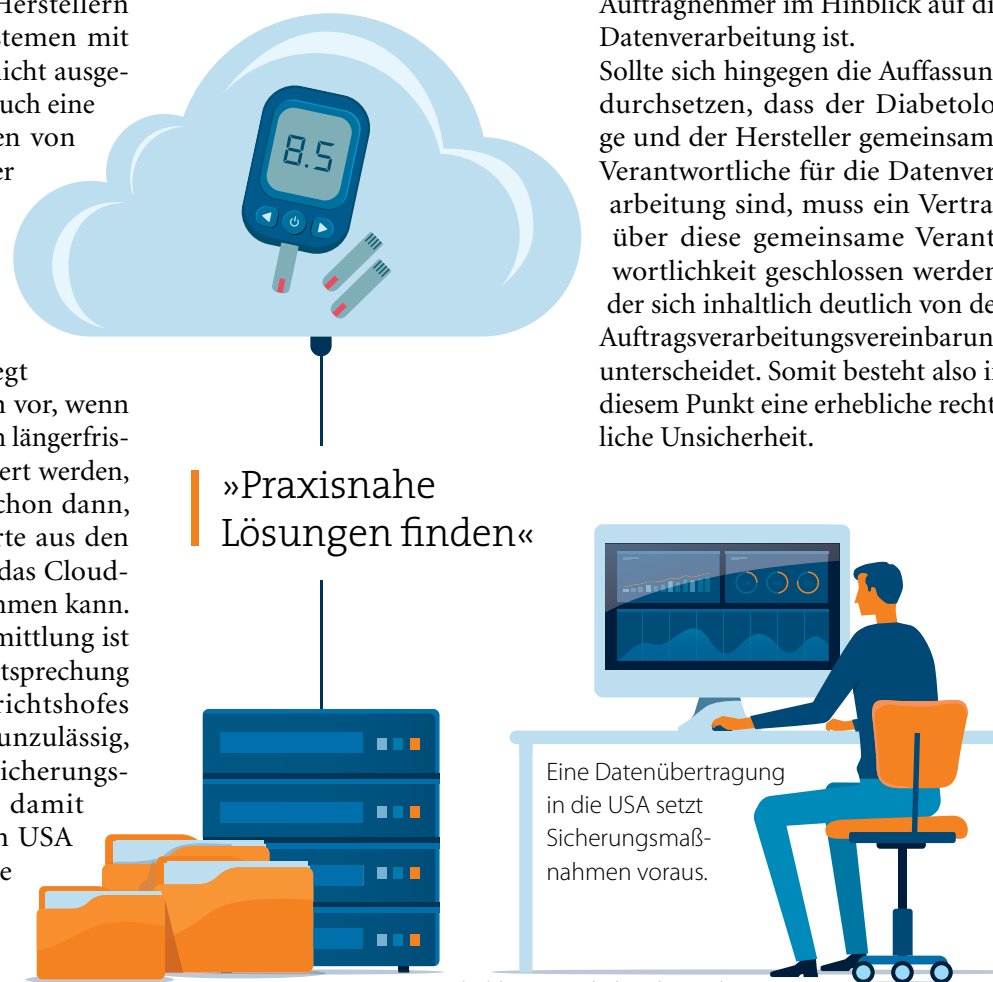 Herstellern
stemen mit
nicht ausge-
uch eine
en von
er
egt
n vor, wenn
n längerfris-
ert werden,
chon dann,
rte aus den
das Cloud-
mmen kann.
mittlung ist
tsprechung
richtshofes
unzulässig,
icherungs-
damit
n USA
e
8.5
»Praxisnahe
Lösungen finden«
Auftragnehmer im Hinblick auf di
Datenverarbeitung ist.
Sollte sich hingegen die Auffassun
durchsetzen, dass der Diabetolo
ge und der Hersteller gemeinsam
Verantwortliche für die Datenver
arbeitung sind, muss ein Vertra
über diese gemeinsame Verant
wortlichkeit geschlossen werden
der sich inhaltlich deutlich von de
Auftragsverarbeitungsvereinbarun
unterscheidet. Somit besteht also i
diesem Punkt eine erhebliche recht
liche Unsicherheit.
Eine Datenübertragung
in die USA setzt
Sicherungsmaß-
nahmen voraus.